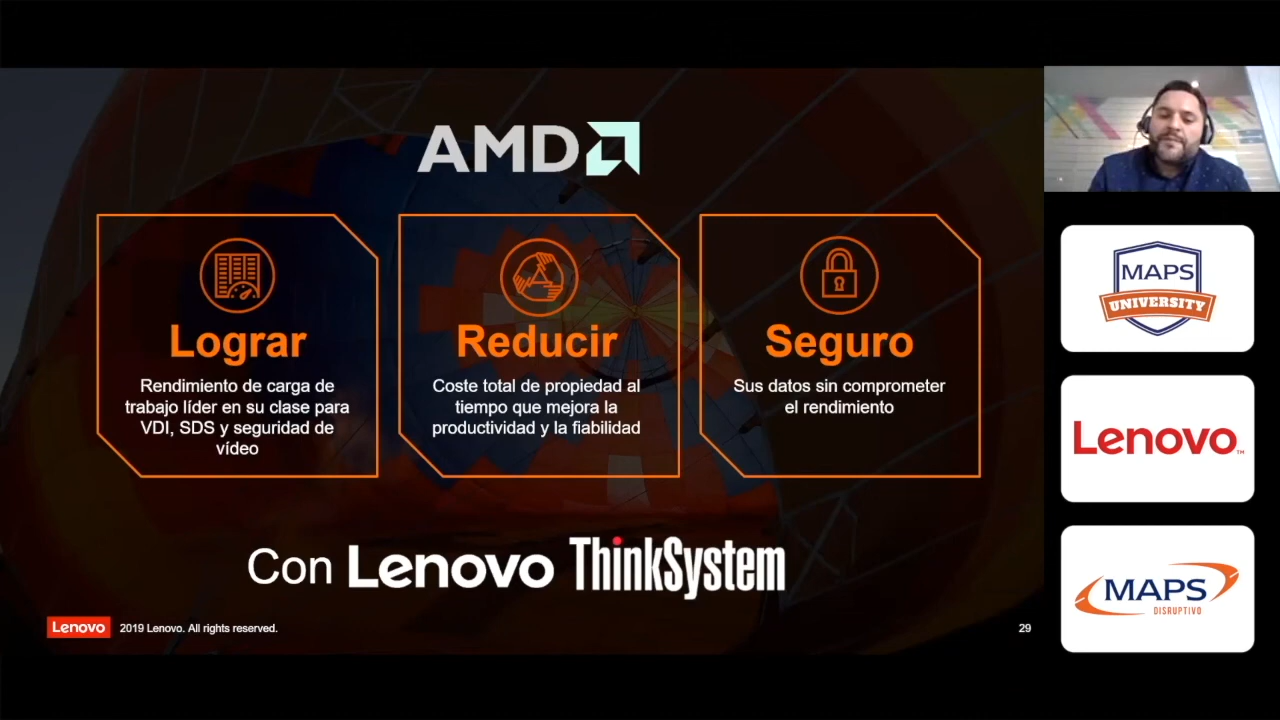 AMD
Lograr
Rendimiento de carga de
trabajo líder en su clase para
VDI, SDS y seguridad de
vídeo
Reducir
Coste total de propiedad al
tiempo que mejora la
productividad y la fiabilidad
Seguro
Sus datos sin comprometer
el rendimiento
Con Lenovo ThinkSystem
Lenovo 2019 Lenovo. All rights reserved.
29
MAPS
UNIVERSITY
Lenovo™
MAPS
DISRUPTIVO